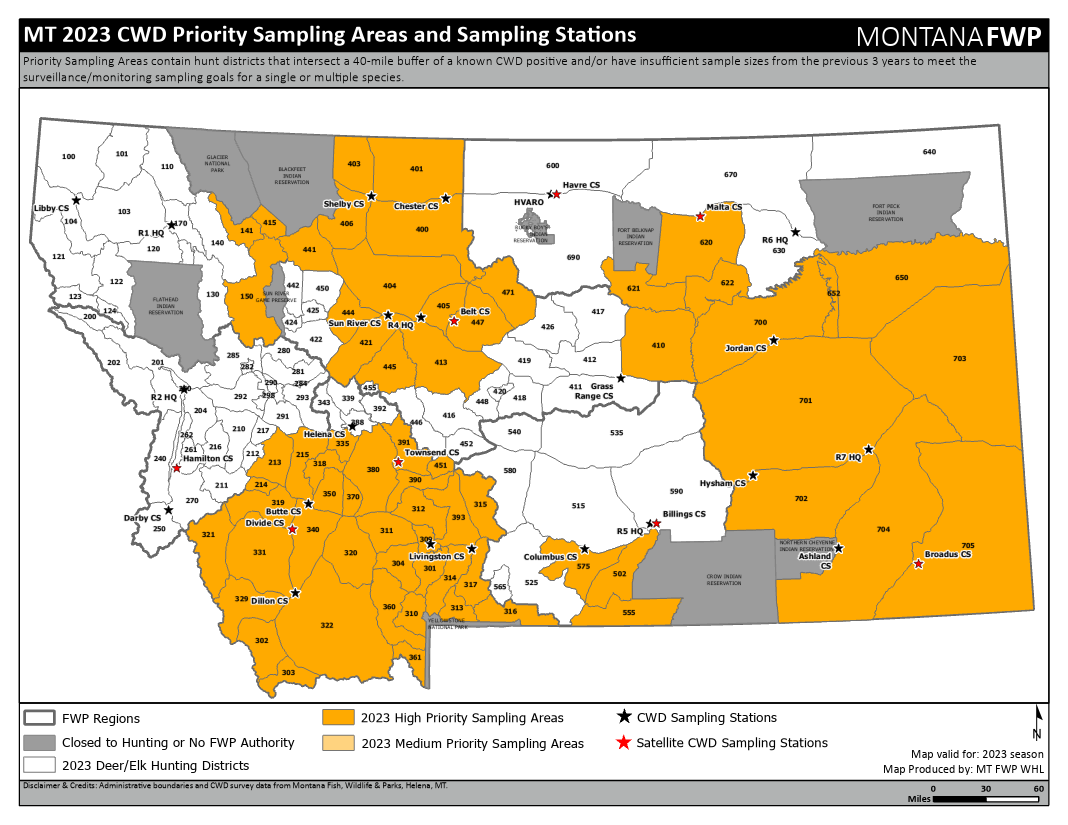 MT 2023 CWD Priority Sampling Areas and Sampling Stations
MONTANAFWP
Priority Sampling Areas contain hunt districts that intersect a 40-mile buffer of a known CWD positive and/or have insufficient sample sizes from the previous 3 years to meet the
surveillance/monitoring sampling goals for a single or multiple species.
100
101
110
GLACIER
NATIONAL
PARK
BLACKFEET
INDIAN
RESERVATION
403
401
600
670
640
Libby CS
104
103
170
R1 HQ
120
140
141
415
Shelby CS
406
Chester CS
400
441
HVARO
Havre CS
ROCKY BOY'S
INDIAN
RESERVATION
690
FORT BELKNAP
INDIAN
RESERVATION
Malta CS
620
R6 HQ
630
FORT PECK
INDIAN
RESERVATION
121
122
123
124
200
FLATHEAD
INDIAN
RESERVATION
130
150
SUN RIVER
GAME PRESERVE
442
450
425
424
422
404
444
Sun River CS
R4 HQ
405
Belt CS
447
471
421
445
413
426
417
419
412
621
622
410
700
Jordan CS
652
650
703
202
201
R2 HQ
285
282
280
281
290
284
298
293
292
291
204
210
217
262
261
216
Hamilton CS
240
211
212
270
Darby CS
250
343
339
455
392
388
Helena CS
335
446
416
448
420
418
411
Grass
Range CS
452
391
Townsend CS
451
390
540
535
580
590
515
R5 HQ
Billings CS
701
R7 HQ
Hysham CS
702
704
705
NORTHERN CHEYENNE
INDIAN RESERVATION
Ashland
CS
Broadus CS
CROW INDIAN
RESERVATION
213
215
318
214
319
350
370
380
Butte CS
Divide CS
340
321
331
320
311
312
393
315
309
Livingston CS
304
301
314
317
329
Dillon CS
322
360
310
313
316
302
303
361
YELLOWSTONE
NATIONAL PARK
565
525
Columbus CS
575
502
555
FWP Regions
Closed to Hunting or No FWP Authority
2023 Deer/Elk Hunting Districts
2023 High Priority Sampling Areas
2023 Medium Priority Sampling Areas
CWD Sampling Stations
Satellite CWD Sampling Stations
N
Map valid for: 2023 season
Map Produced by: MT FWP WHL
Disclaimer & Credits: Administrative boundaries and CWD survey data from Montana Fish, Wildlife & Parks, Helena, MT.
0 30 60
Miles